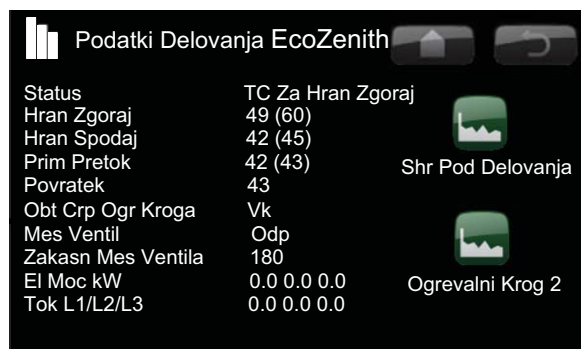 Podatki Delovanja EcoZenith
Status TC Za Hran Zgoraj
Hran Zgoraj 49 (60)
Hran Spodaj 42 (45)
Prim Pretok 42 (43)
Povratek 43
Obt Crp Ogr Kroga Vk
Mes Ventil Odp
Zakasn Mes Ventila 180
El Moc kW 0.0 0.0 0.0
Tok L1/L2/L3 0.0 0.0 0.0
Shr Pod Delovanja
Ogrevalni Krog 2